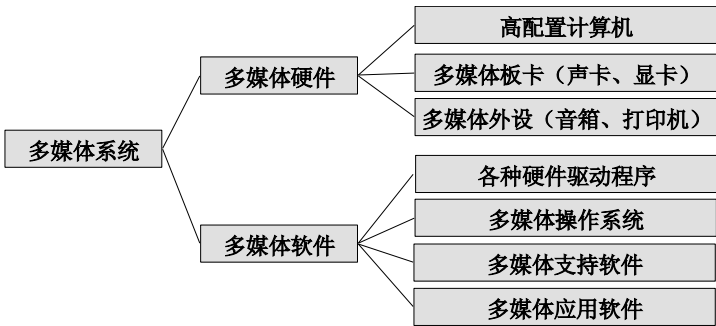 多媒体系统
多媒体硬件
高配置计算机
多媒体板卡（声卡、显卡）
多媒体外设（音箱、打印机）
多媒体软件
各种硬件驱动程序
多媒体操作系统
多媒体支持软件
多媒体应用软件